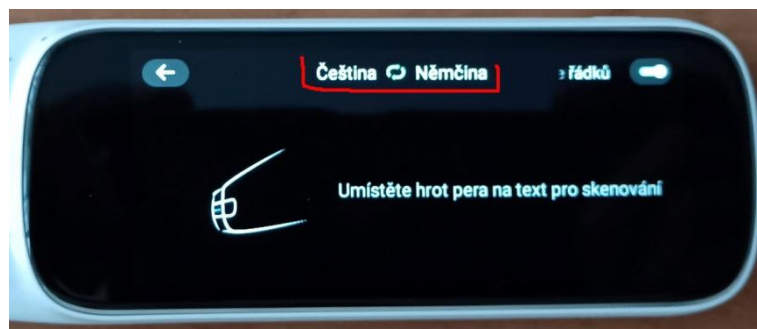 Čeština Němčina řádků
Umístěte hrot pera na text pro skenování